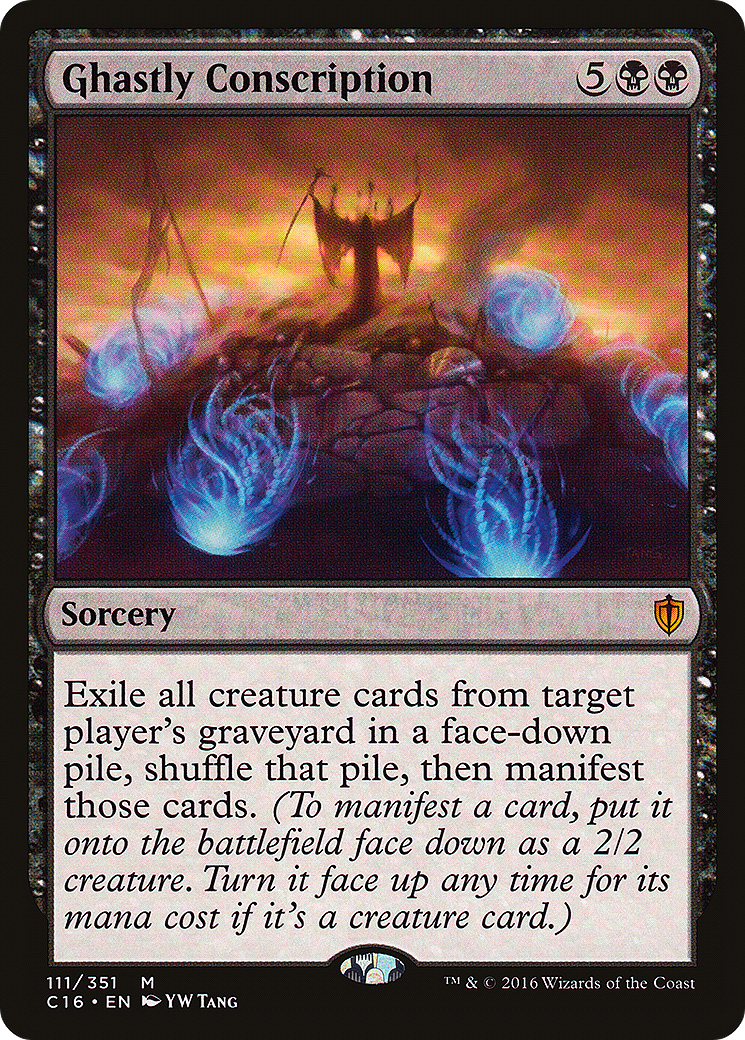 Ghastly Conscription 5
TANG
Sorcery
Exile all creature cards from target
player's graveyard in a face-down
pile, shuffle that pile, then manifest
those cards. (To manifest a card, put it
onto the battlefield face down as a 2/2
creature. Turn it face up any time for its
mana cost if it's a creature card.)
111/351 M
™ & © 2016 Wizards of the Coast
C16 • EN YW TANG